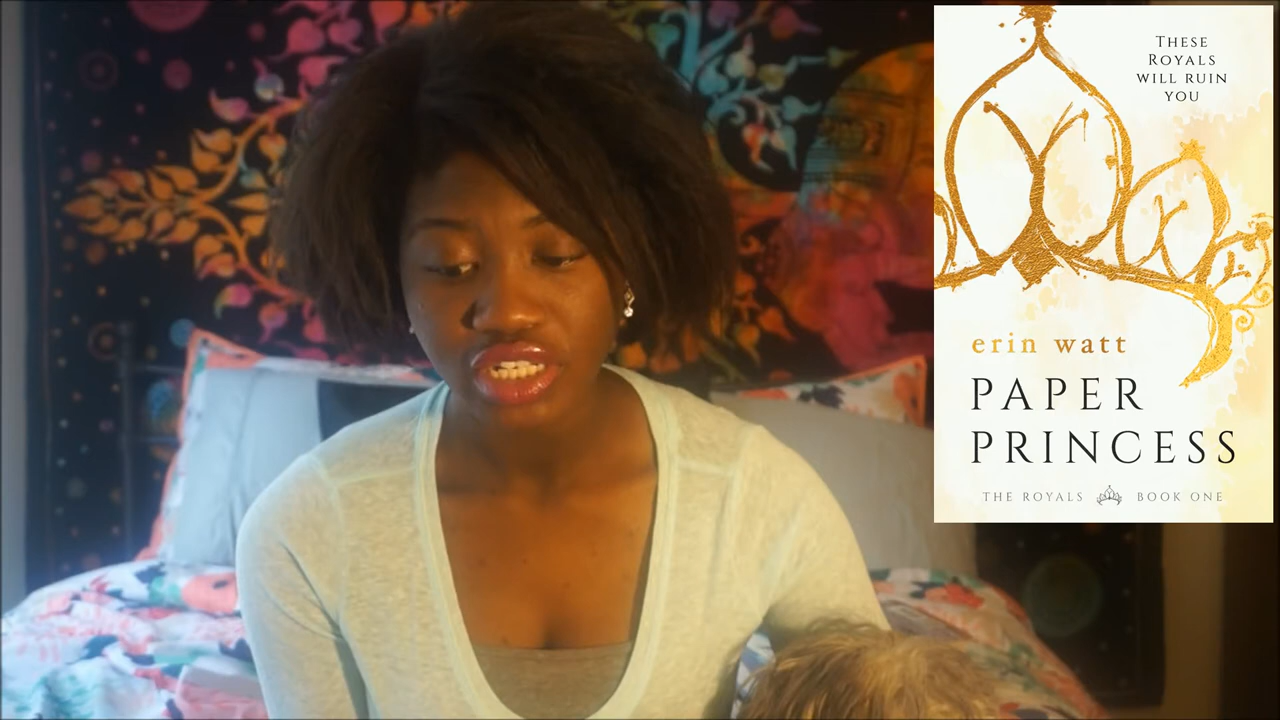 THESE
ROYALS
WILL RUIN
YOU
erin watt
PAPER
PRINCESS
THE ROYALS BOOK ONE